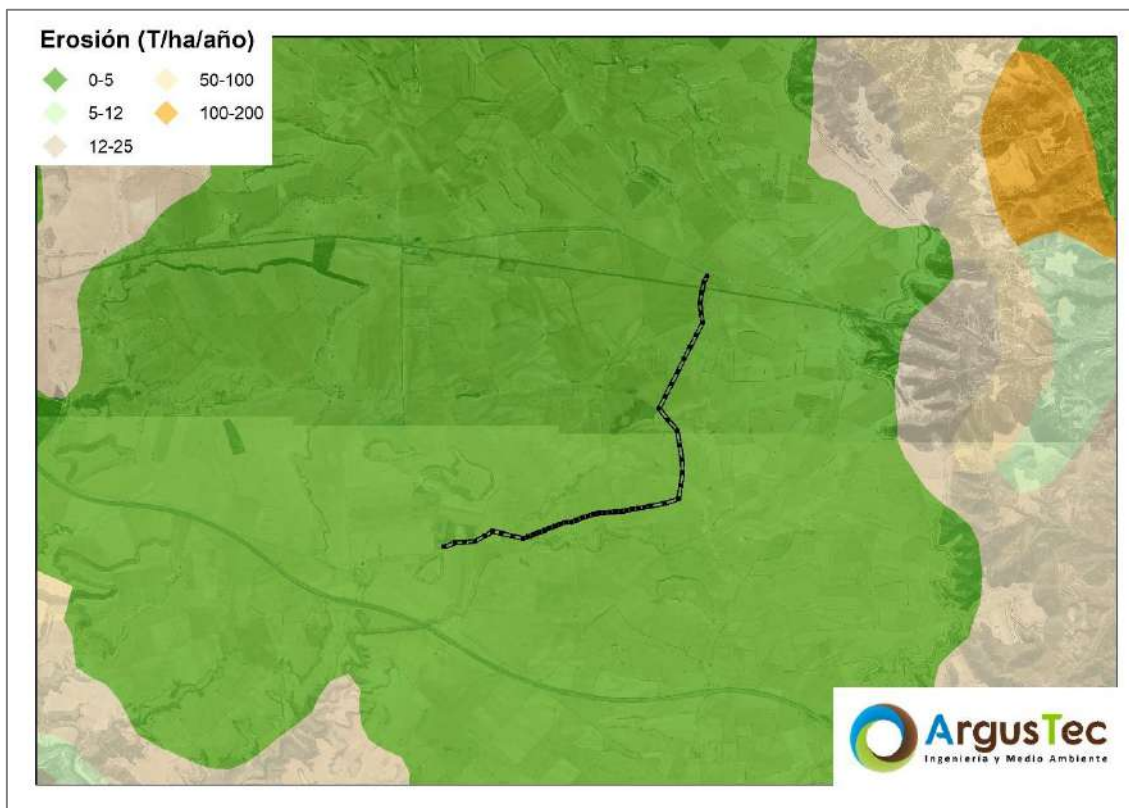 Erosión (T/ha/año)
0-5
50-100
5-12
100-200
12-25
ArgusTec
Ingeniería y Medio Ambiente